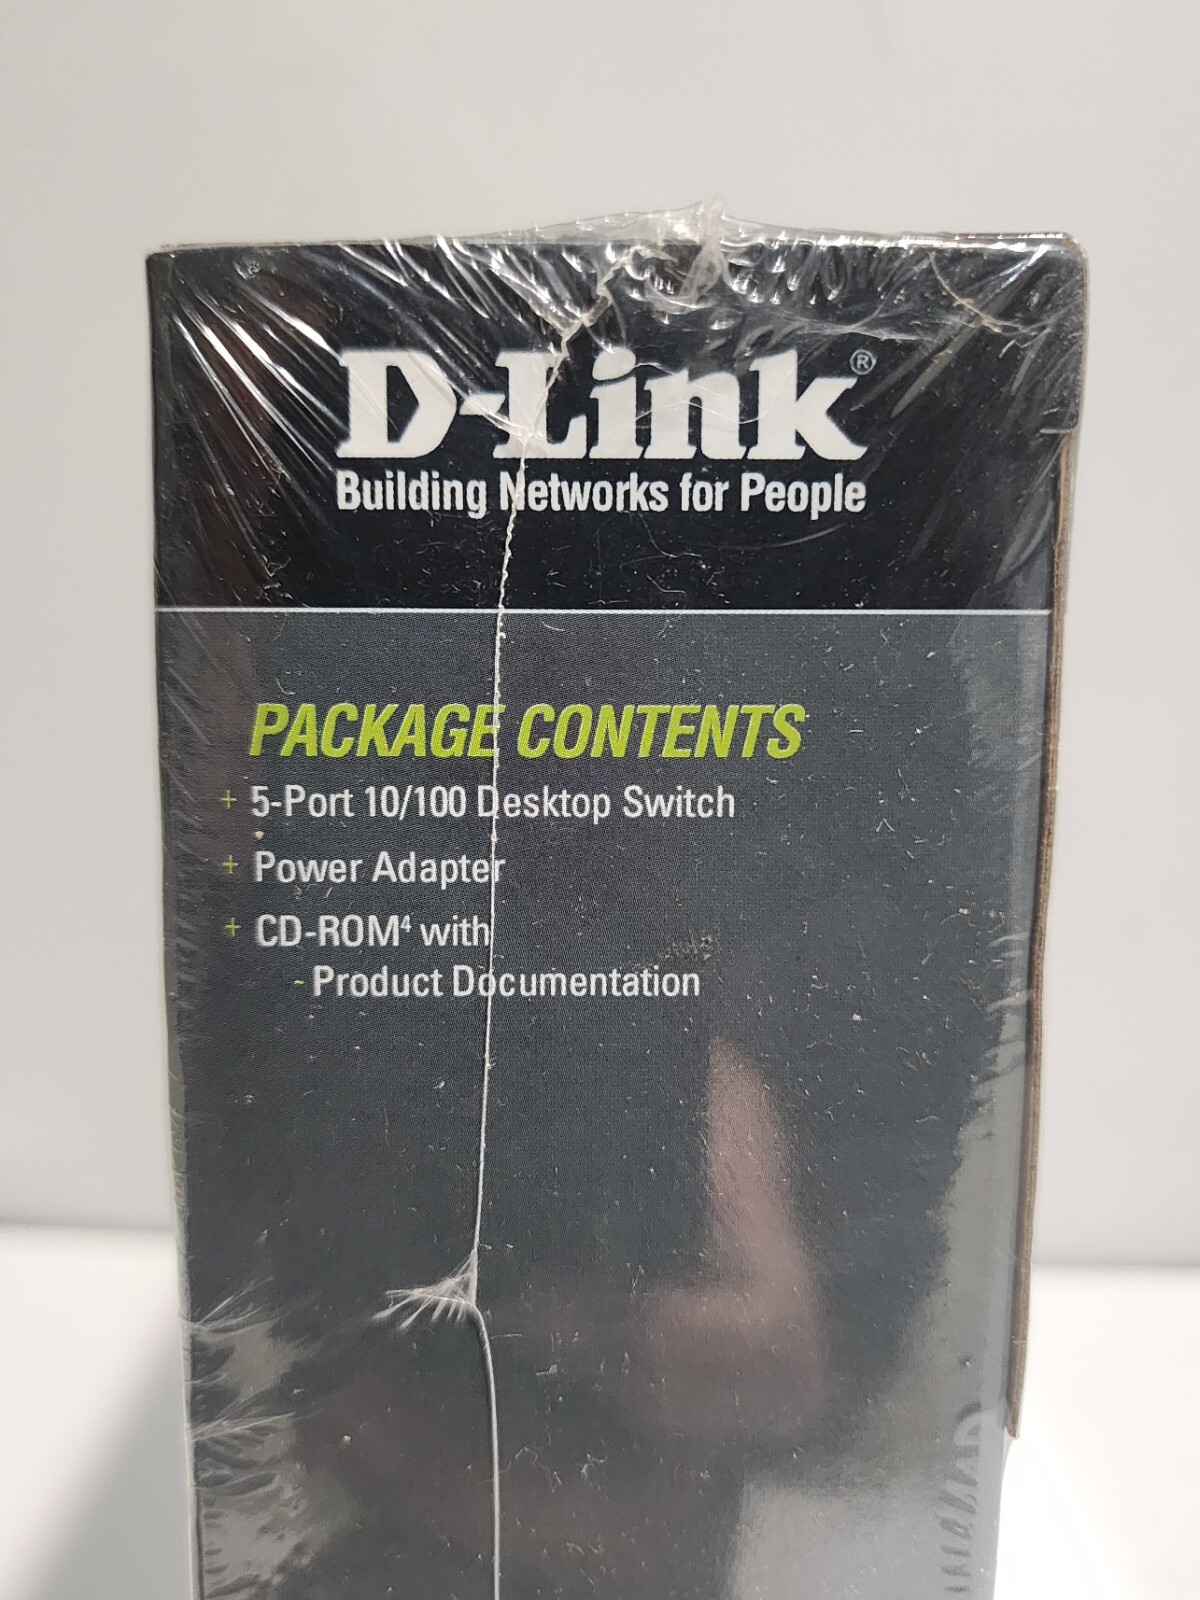 D-Link®
Building Networks for People
PACKAGE CONTENTS
+ 5-Port 10/100 Desktop Switch
+ Power Adapter
+ CD-ROM⁴ with
- Product Documentation